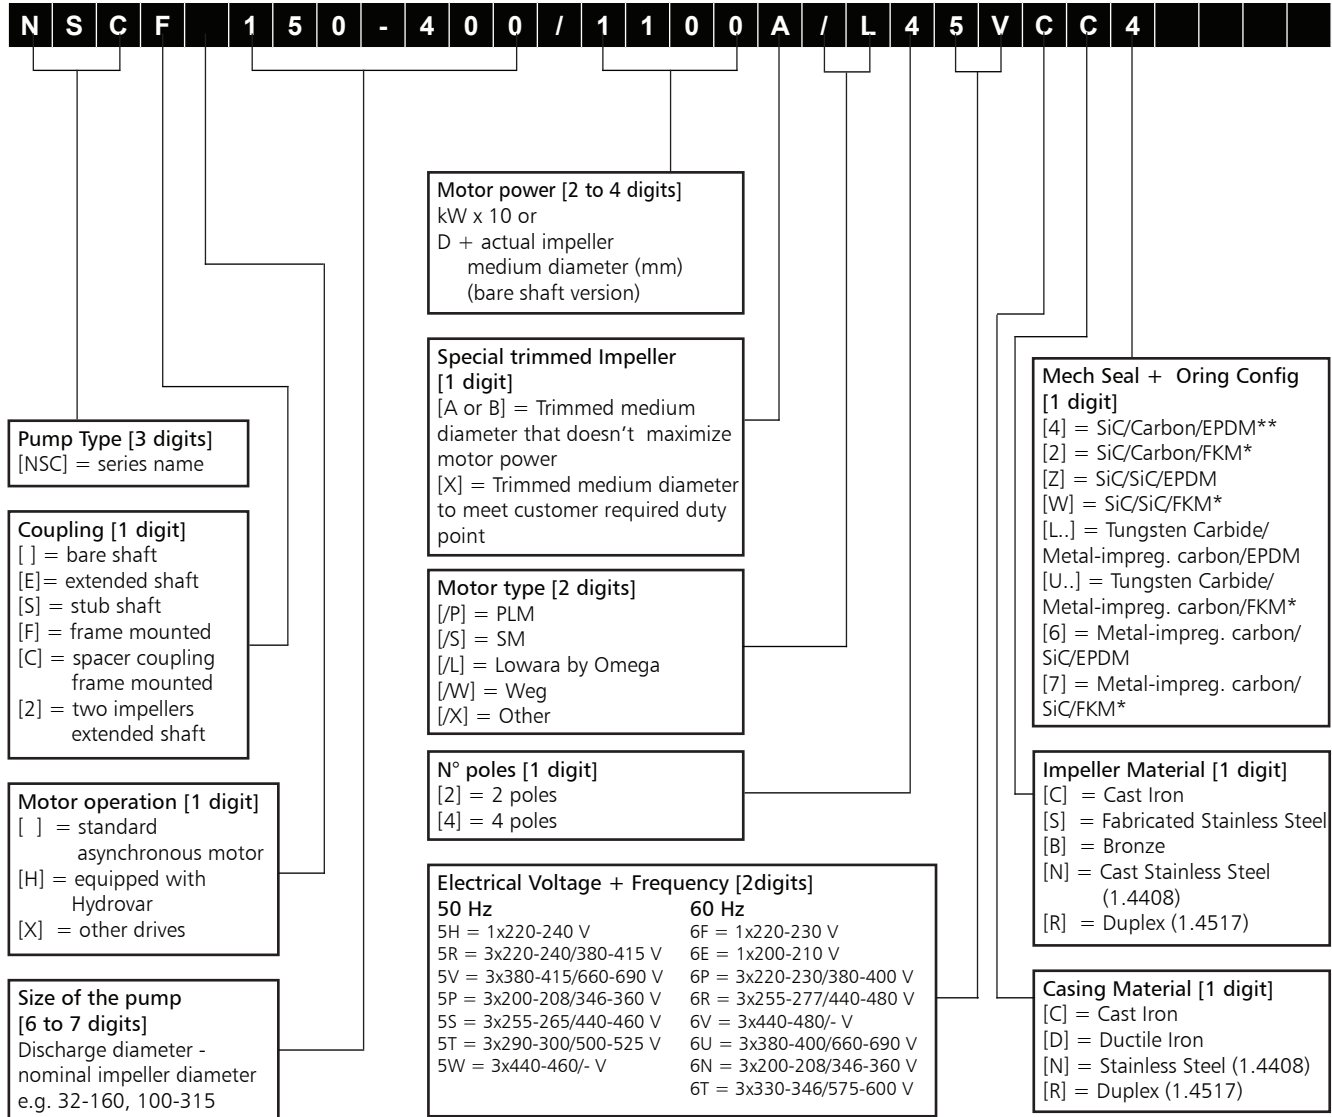 NSCF 150-400/1100A/L45VCC4
Motor power [2 to 4 digits]
kW x 10 or
D + actual impeller
medium diameter (mm)
(bare shaft version)
Special trimmed Impeller
[1 digit]
[A or B] = Trimmed medium
diameter that doesn't maximize
motor power
[X] = Trimmed medium diameter
to meet customer required duty
point
Motor type [2 digits]
[/P] = PLM
[/S] = SM
[/L] = Lowara by Omega
[/W] = Weg
[/X] = Other
N° poles [1 digit]
[2] = 2 poles
[4] = 4 poles
Electrical Voltage + Frequency [2digits]
50 Hz
5H = 1x220-240 V
5R = 3x220-240/380-415 V
5V = 3x380-415/660-690 V
5P = 3x200-208/346-360 V
5S = 3x255-265/440-460 V
5T = 3x290-300/500-525 V
5W = 3x440-460/- V
60 Hz
6F = 1x220-230 V
6E = 1x200-210 V
6P = 3x220-230/380-400 V
6R = 3x255-277/440-480 V
6V = 3x440-480/- V
6U = 3x380-400/660-690 V
6N = 3x200-208/346-360 V
6T = 3x330-346/575-600 V
Pump Type [3 digits]
[NSC] = series name
Coupling [1 digit]
[ ] = bare shaft
[E]= extended shaft
[S] = stub shaft
[F] = frame mounted
[C] = spacer coupling
frame mounted
[2] = two impellers
extended shaft
Motor operation [1 digit]
[ ] = standard
asynchronous motor
[H] = equipped with
Hydrovar
[X] = other drives
Size of the pump
[6 to 7 digits]
Discharge diameter -
nominal impeller diameter
e.g. 32-160, 100-315
Mech Seal + Oring Config
[1 digit]
[4] = SiC/Carbon/EPDM**
[2] = SiC/Carbon/FKM*
[Z] = SiC/SiC/EPDM
[W] = SiC/SiC/FKM*
[L..] = Tungsten Carbide/
Metal-impreg. carbon/EPDM
[U..] = Tungsten Carbide/
Metal-impreg. carbon/FKM*
[6] = Metal-impreg. carbon/
SiC/EPDM
[7] = Metal-impreg. carbon/
SiC/FKM*
Impeller Material [1 digit]
[C] = Cast Iron
[S] = Fabricated Stainless Steel
[B] = Bronze
[N] = Cast Stainless Steel
(1.4408)
[R] = Duplex (1.4517)
Casing Material [1 digit]
[C] = Cast Iron
[D] = Ductile Iron
[N] = Stainless Steel (1.4408)
[R] = Duplex (1.4517)